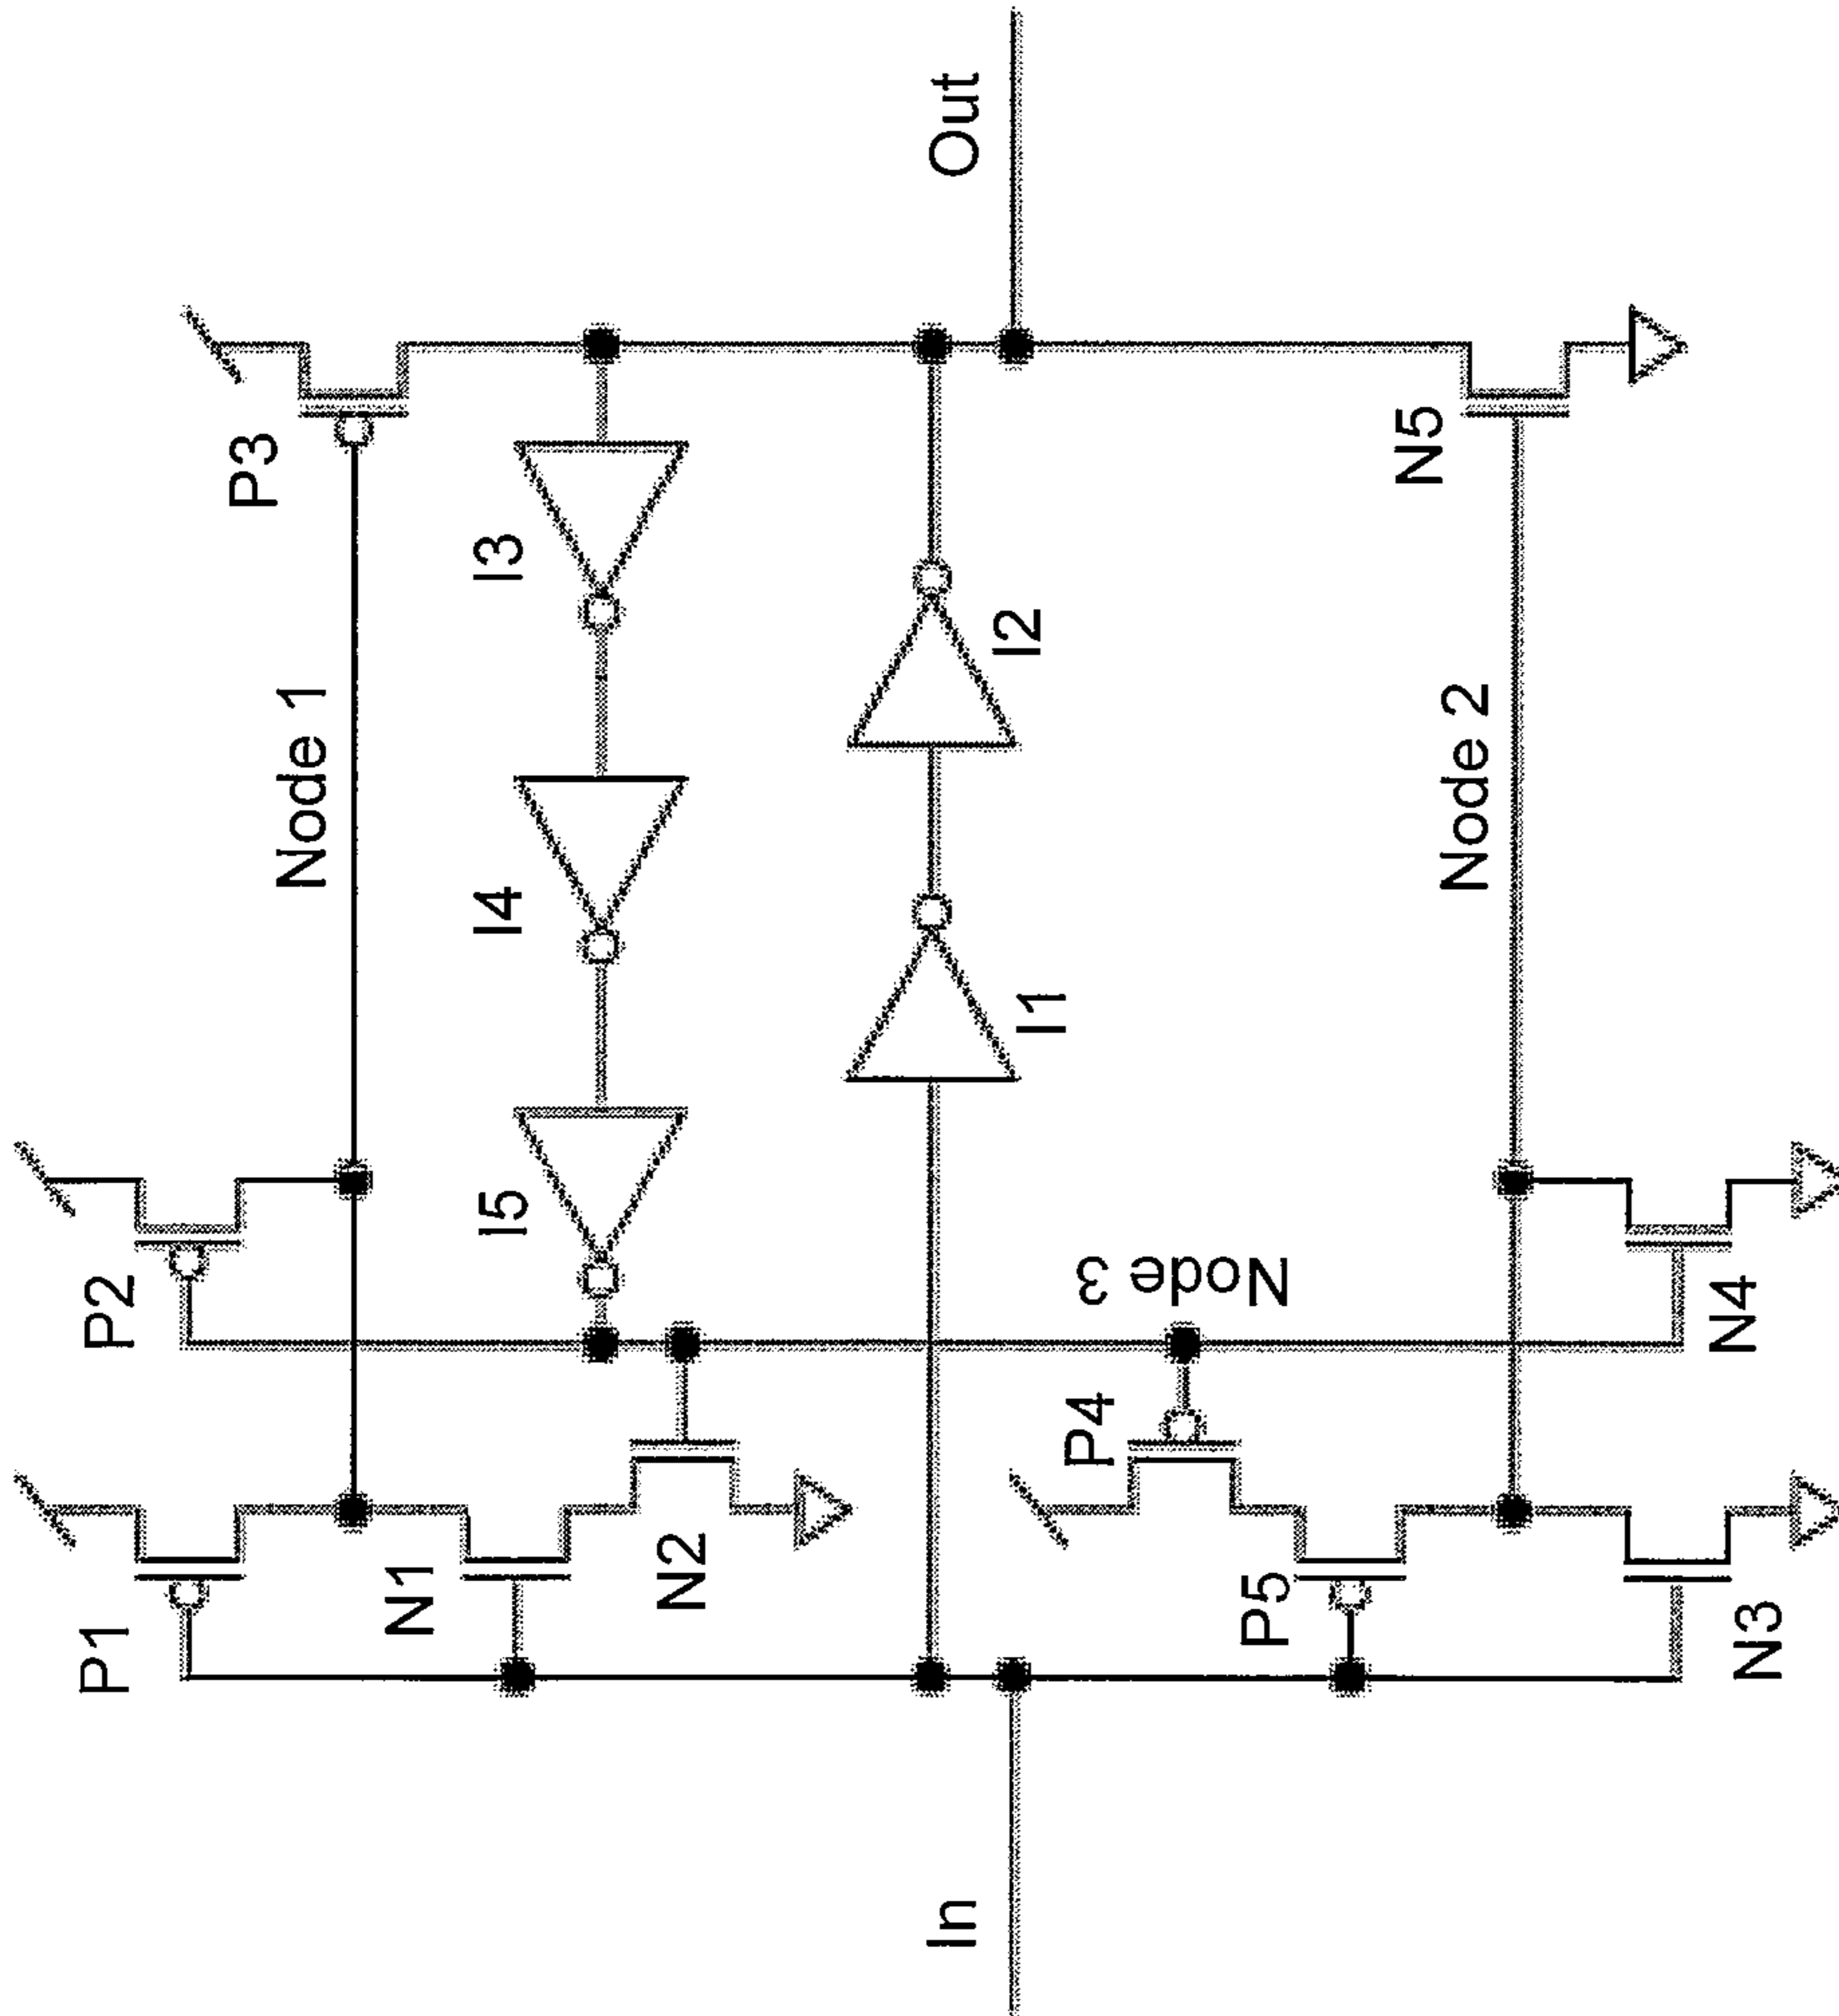 P1
P2
P3
Node 1
N1
I5
I4
I3
N2
Out
In
I1
I2
P4
Node 3
P5
Node 2
N5
N3
N4